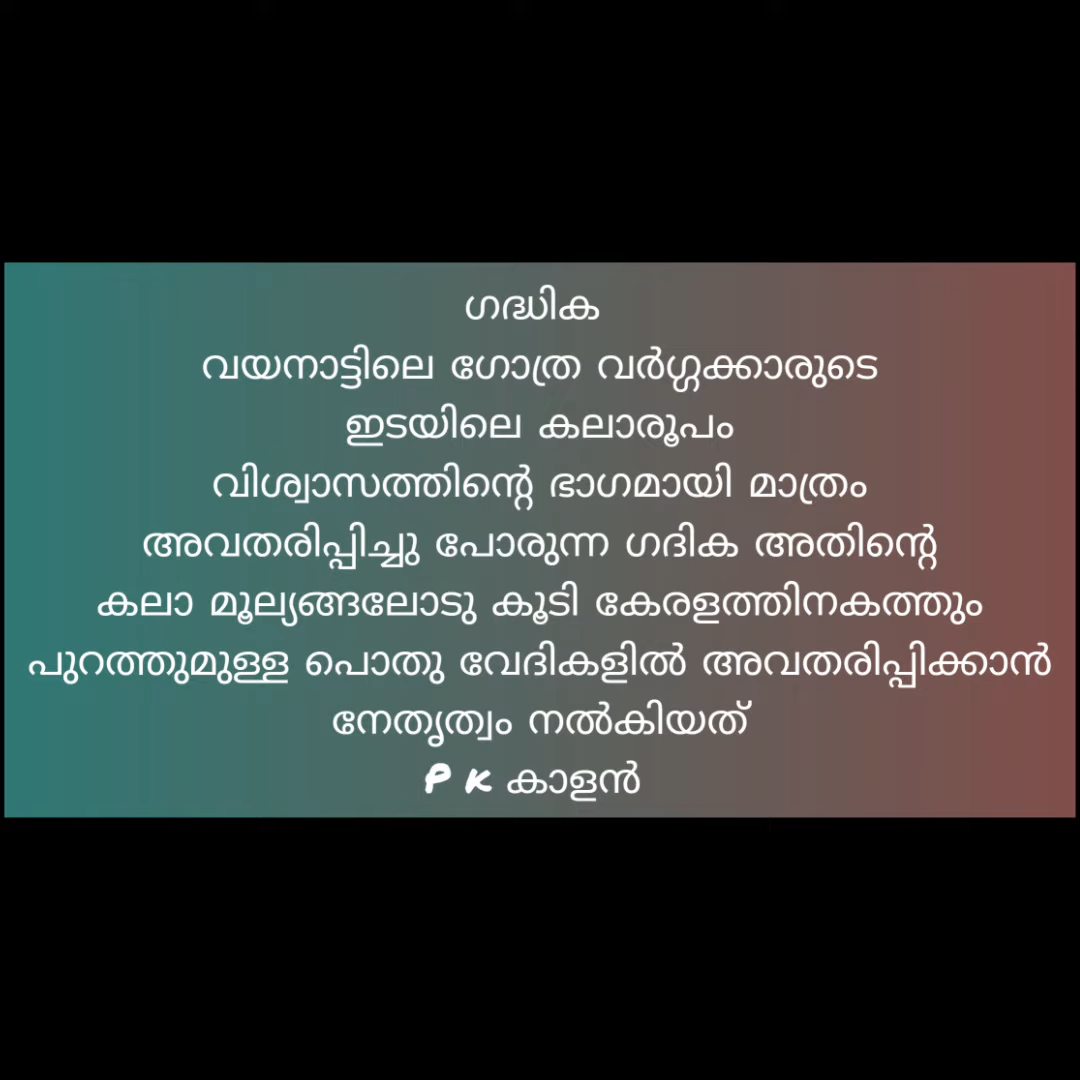 ഗദ്ധിക
വയനാട്ടിലെ ഗോത്ര വർഗ്ഗക്കാരുടെ
ഇടയിലെ കലാരൂപം
വിശ്വാസത്തിന്റെ ഭാഗമായി മാത്രം
അവതരിപ്പിച്ചു പോരുന്ന ഗദിക അതിന്റെ
കലാ മൂല്യങ്ങലോടു കൂടി കേരളത്തിനകത്തും
പുറത്തുമുള്ള പൊതു വേദികളിൽ അവതരിപ്പിക്കാൻ
നേതൃത്വം നൽകിയത്
P K കാളൻ